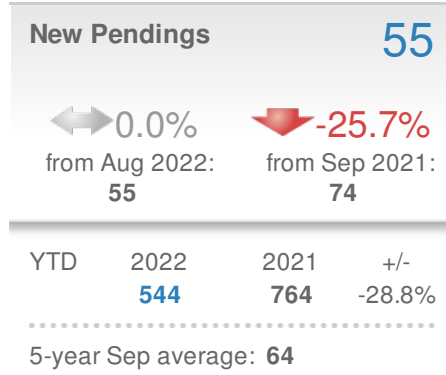 New Pendings 55
0.0% -25.7%
from Aug 2022: from Sep 2021:
55 74
YTD 2022 2021 +/-
544 764 -28.8%
5-year Sep average: 64